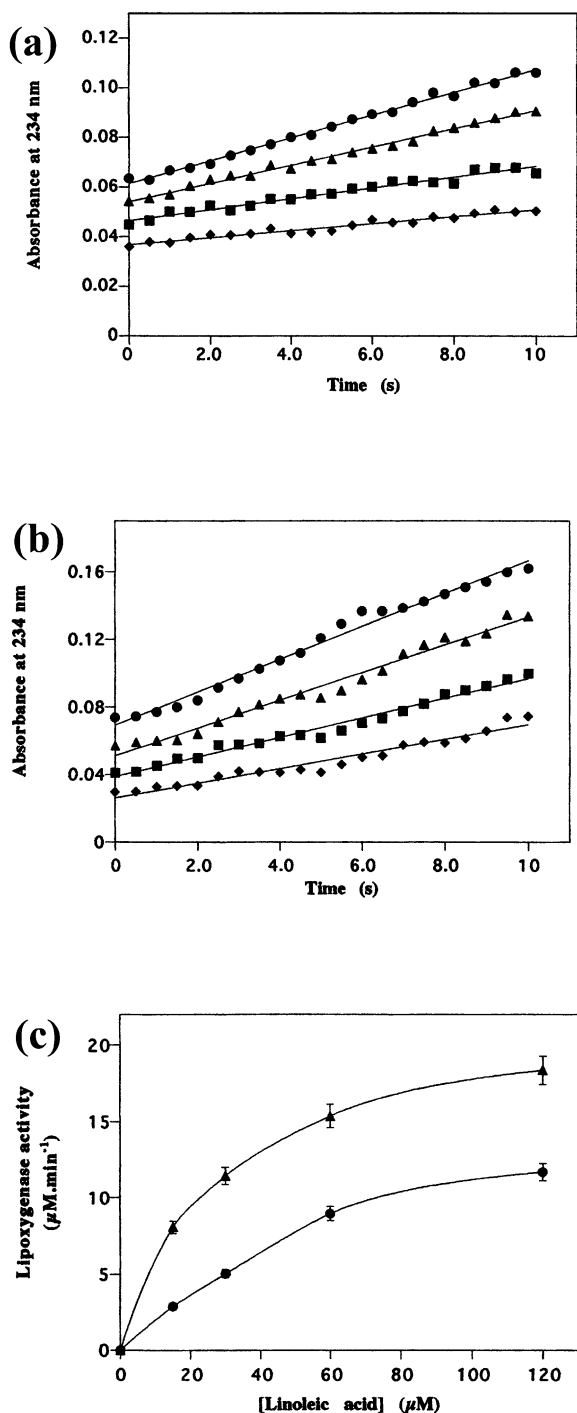 (a)
0.12
0.10
0.08
0.06
0.04
0.02
0
Absorbance at 234 nm
0 2.0 4.0 6.0 8.0 10
Time (s)
(b)
0.16
0.12
0.08
0.04
0
Absorbance at 234 nm
0 2.0 4.0 6.0 8.0 10
Time (s)
(c)
20
15
10
5
0
Lipoxygenase activity
(µM.min⁻¹)
0 20 40 60 80 100 120
[Linoleic acid] (µM)